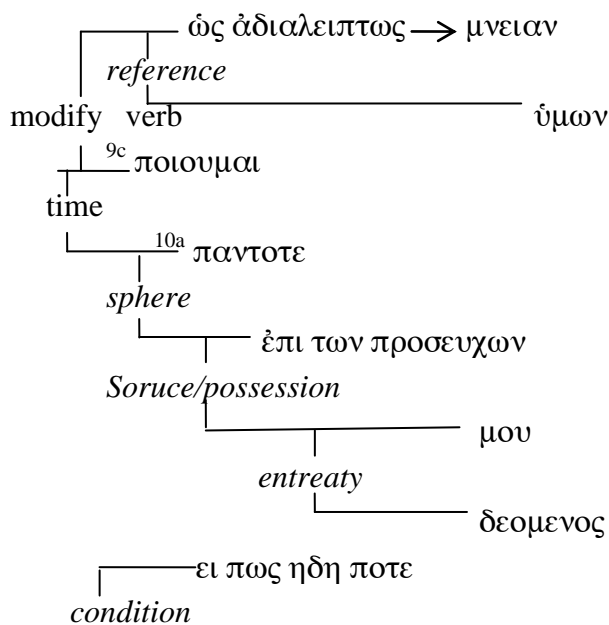 ὡς ἀδιαλειπτως μνειαν
reference
modify verb ὑμων
9c ποιουμαι
time
10a παντοτε
sphere
ἐπι των προσευχων
Soruce/possession
μου
entreaty
δεομενος
ει πως ηδη ποτε
condition